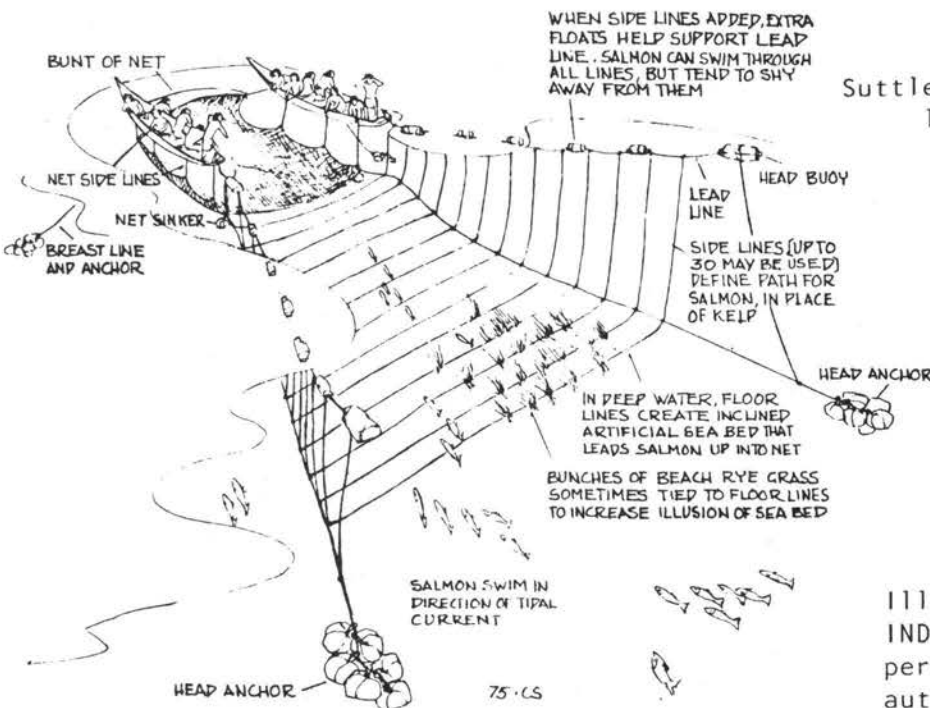 WHEN SIDE LINES ADDED, EXTRA
FLOATS HELP SUPPORT LEAD
LINE. SALMON CAN SWIM THROUGH
ALL LINES, BUT TEND TO SHY
AWAY FROM THEM
BUNT OF NET
Suttle
HEAD BUOY
LEAD
LINE
NET SIDE LINES
NET SINKER
BREAST LINE
AND ANCHOR
SIDE LINES (UP TO
30 MAY BE USED)
DEFINE PATH FOR
SALMON, IN PLACE
OF KELP
HEAD ANCHOR
IN DEEP WATER, FLOOR
LINES CREATE INCLINED
ARTIFICIAL SEA BED THAT
LEADS SALMON UP INTO NET
BUNCHES OF BEACH RYE GRASS
SOMETIMES TIED TO FLOOR LINES
TO INCREASE ILLUSION OF SEA BED
SALMON SWIM IN
DIRECTION OF TIDAL
CURRENT
HEAD ANCHOR
75·CS
Ill
IND
per
aut